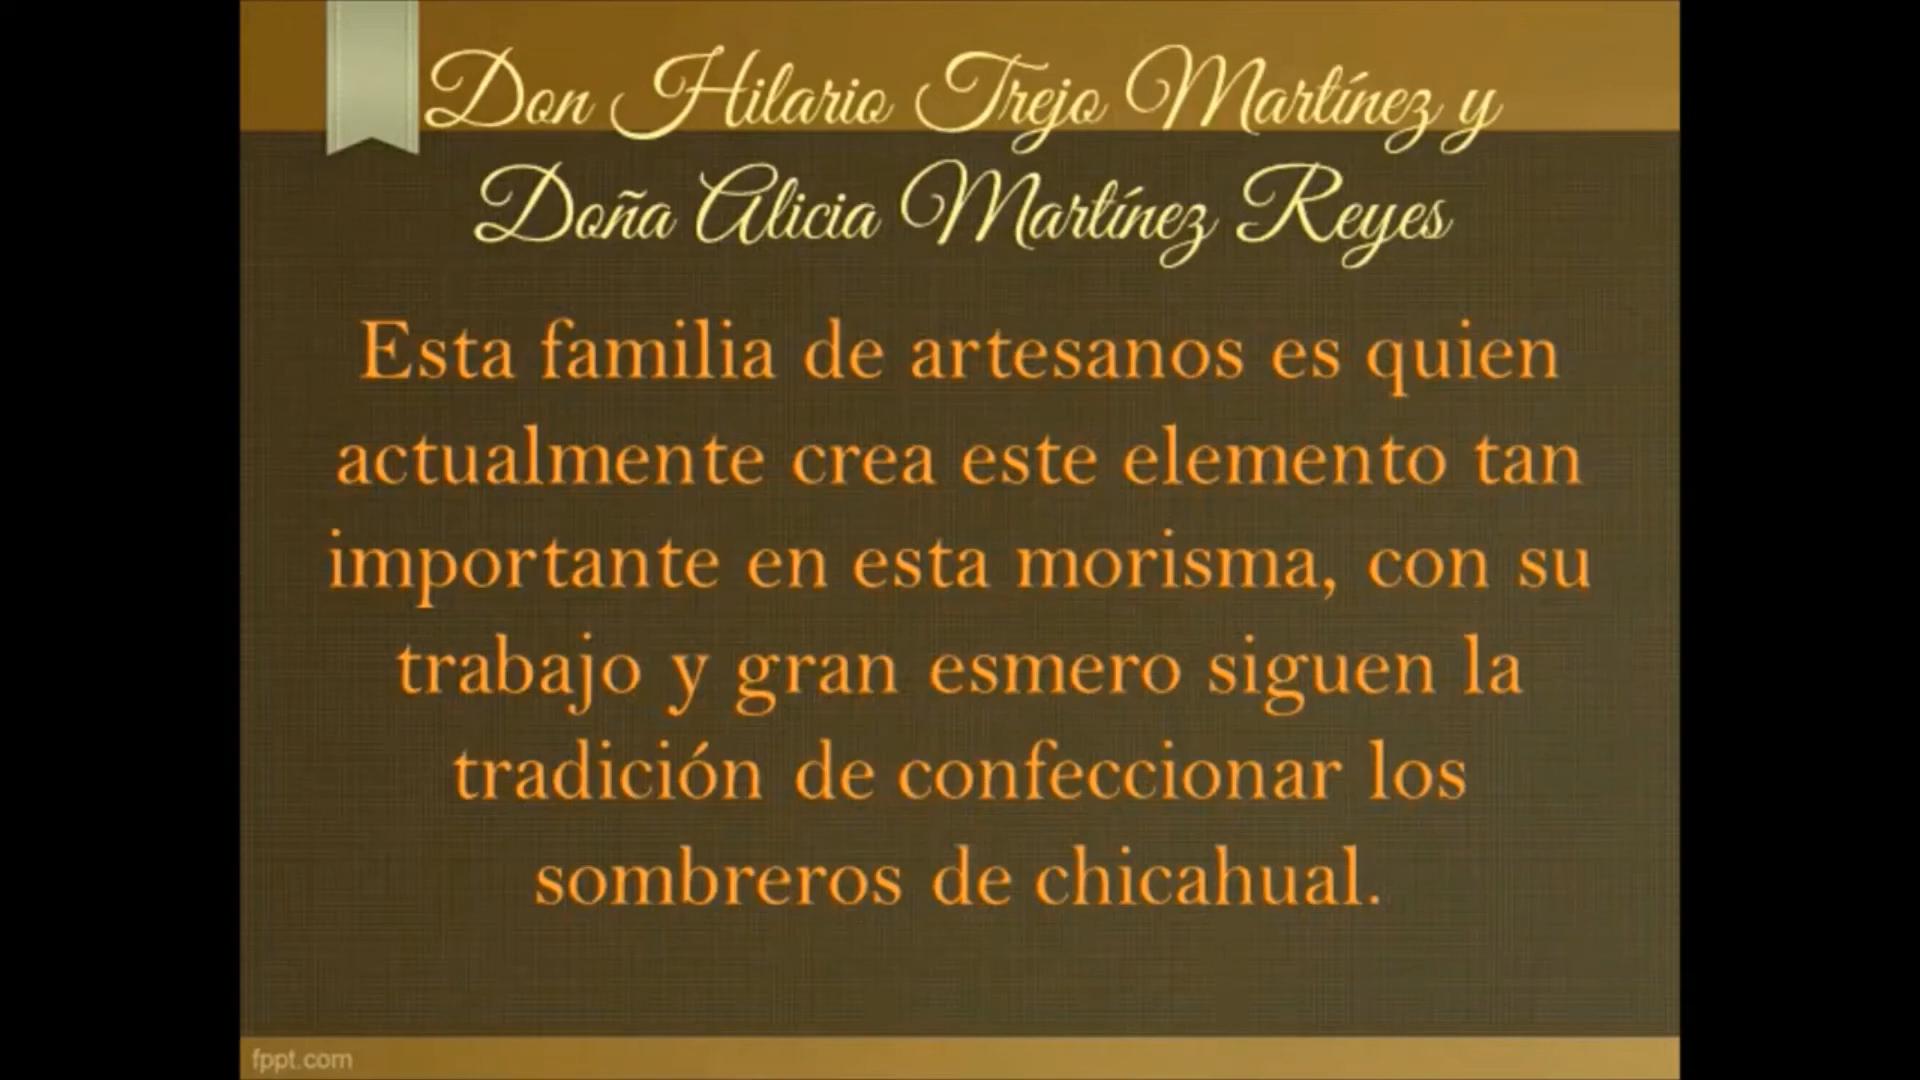 Don Hilario Trejo Martínez y
Doña Alicia Martínez Reyes
Esta familia de artesanos es quien
actualmente crea este elemento tan
importante en esta morisma, con su
trabajo y gran esmero siguen la
tradición de confeccionar los
sombreros de chicahual.
fppt.com